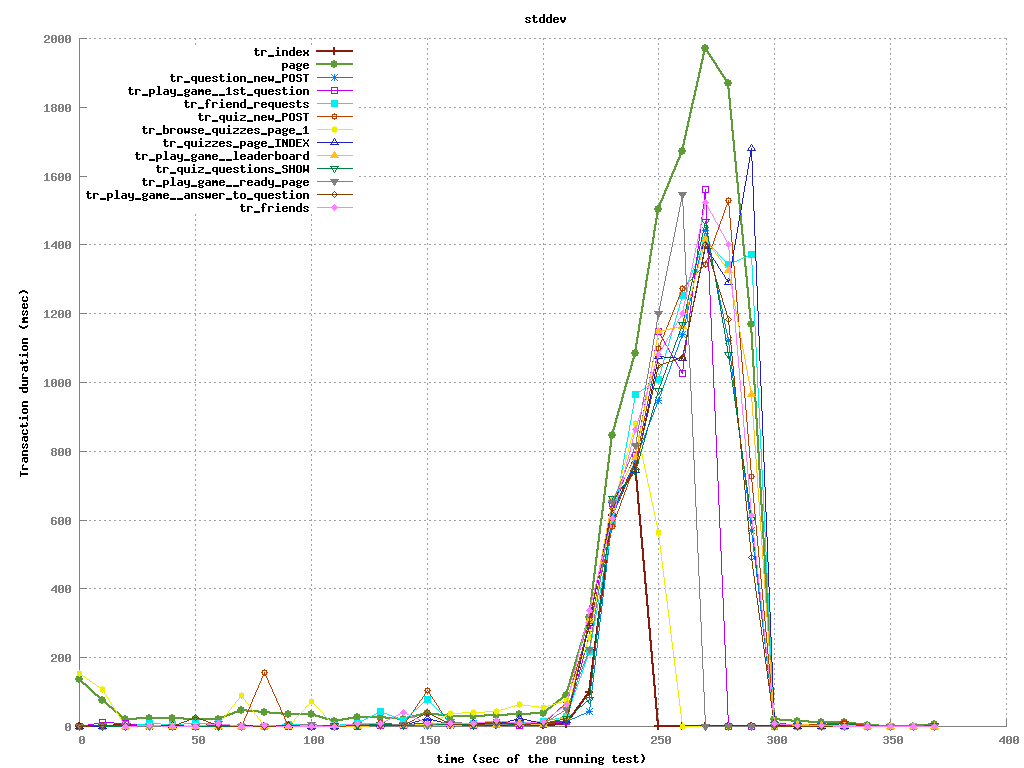 stddev
tr_index
page
tr_question_new_POST
tr_play_game__1st_question
tr_friend_requests
tr_quiz_new_POST
tr_browse_quizzes_page_1
tr_quizzes_page_INDEX
tr_play_game__leaderboard
tr_quiz_questions_SHOW
tr_play_game__ready_page
tr_play_game__answer_to_question
tr_friends
Transaction duration (msec)
2000
1800
1600
1400
1200
1000
800
600
400
200
0
0 50 100 150 200 250 300 350 400
time (sec of the running test)